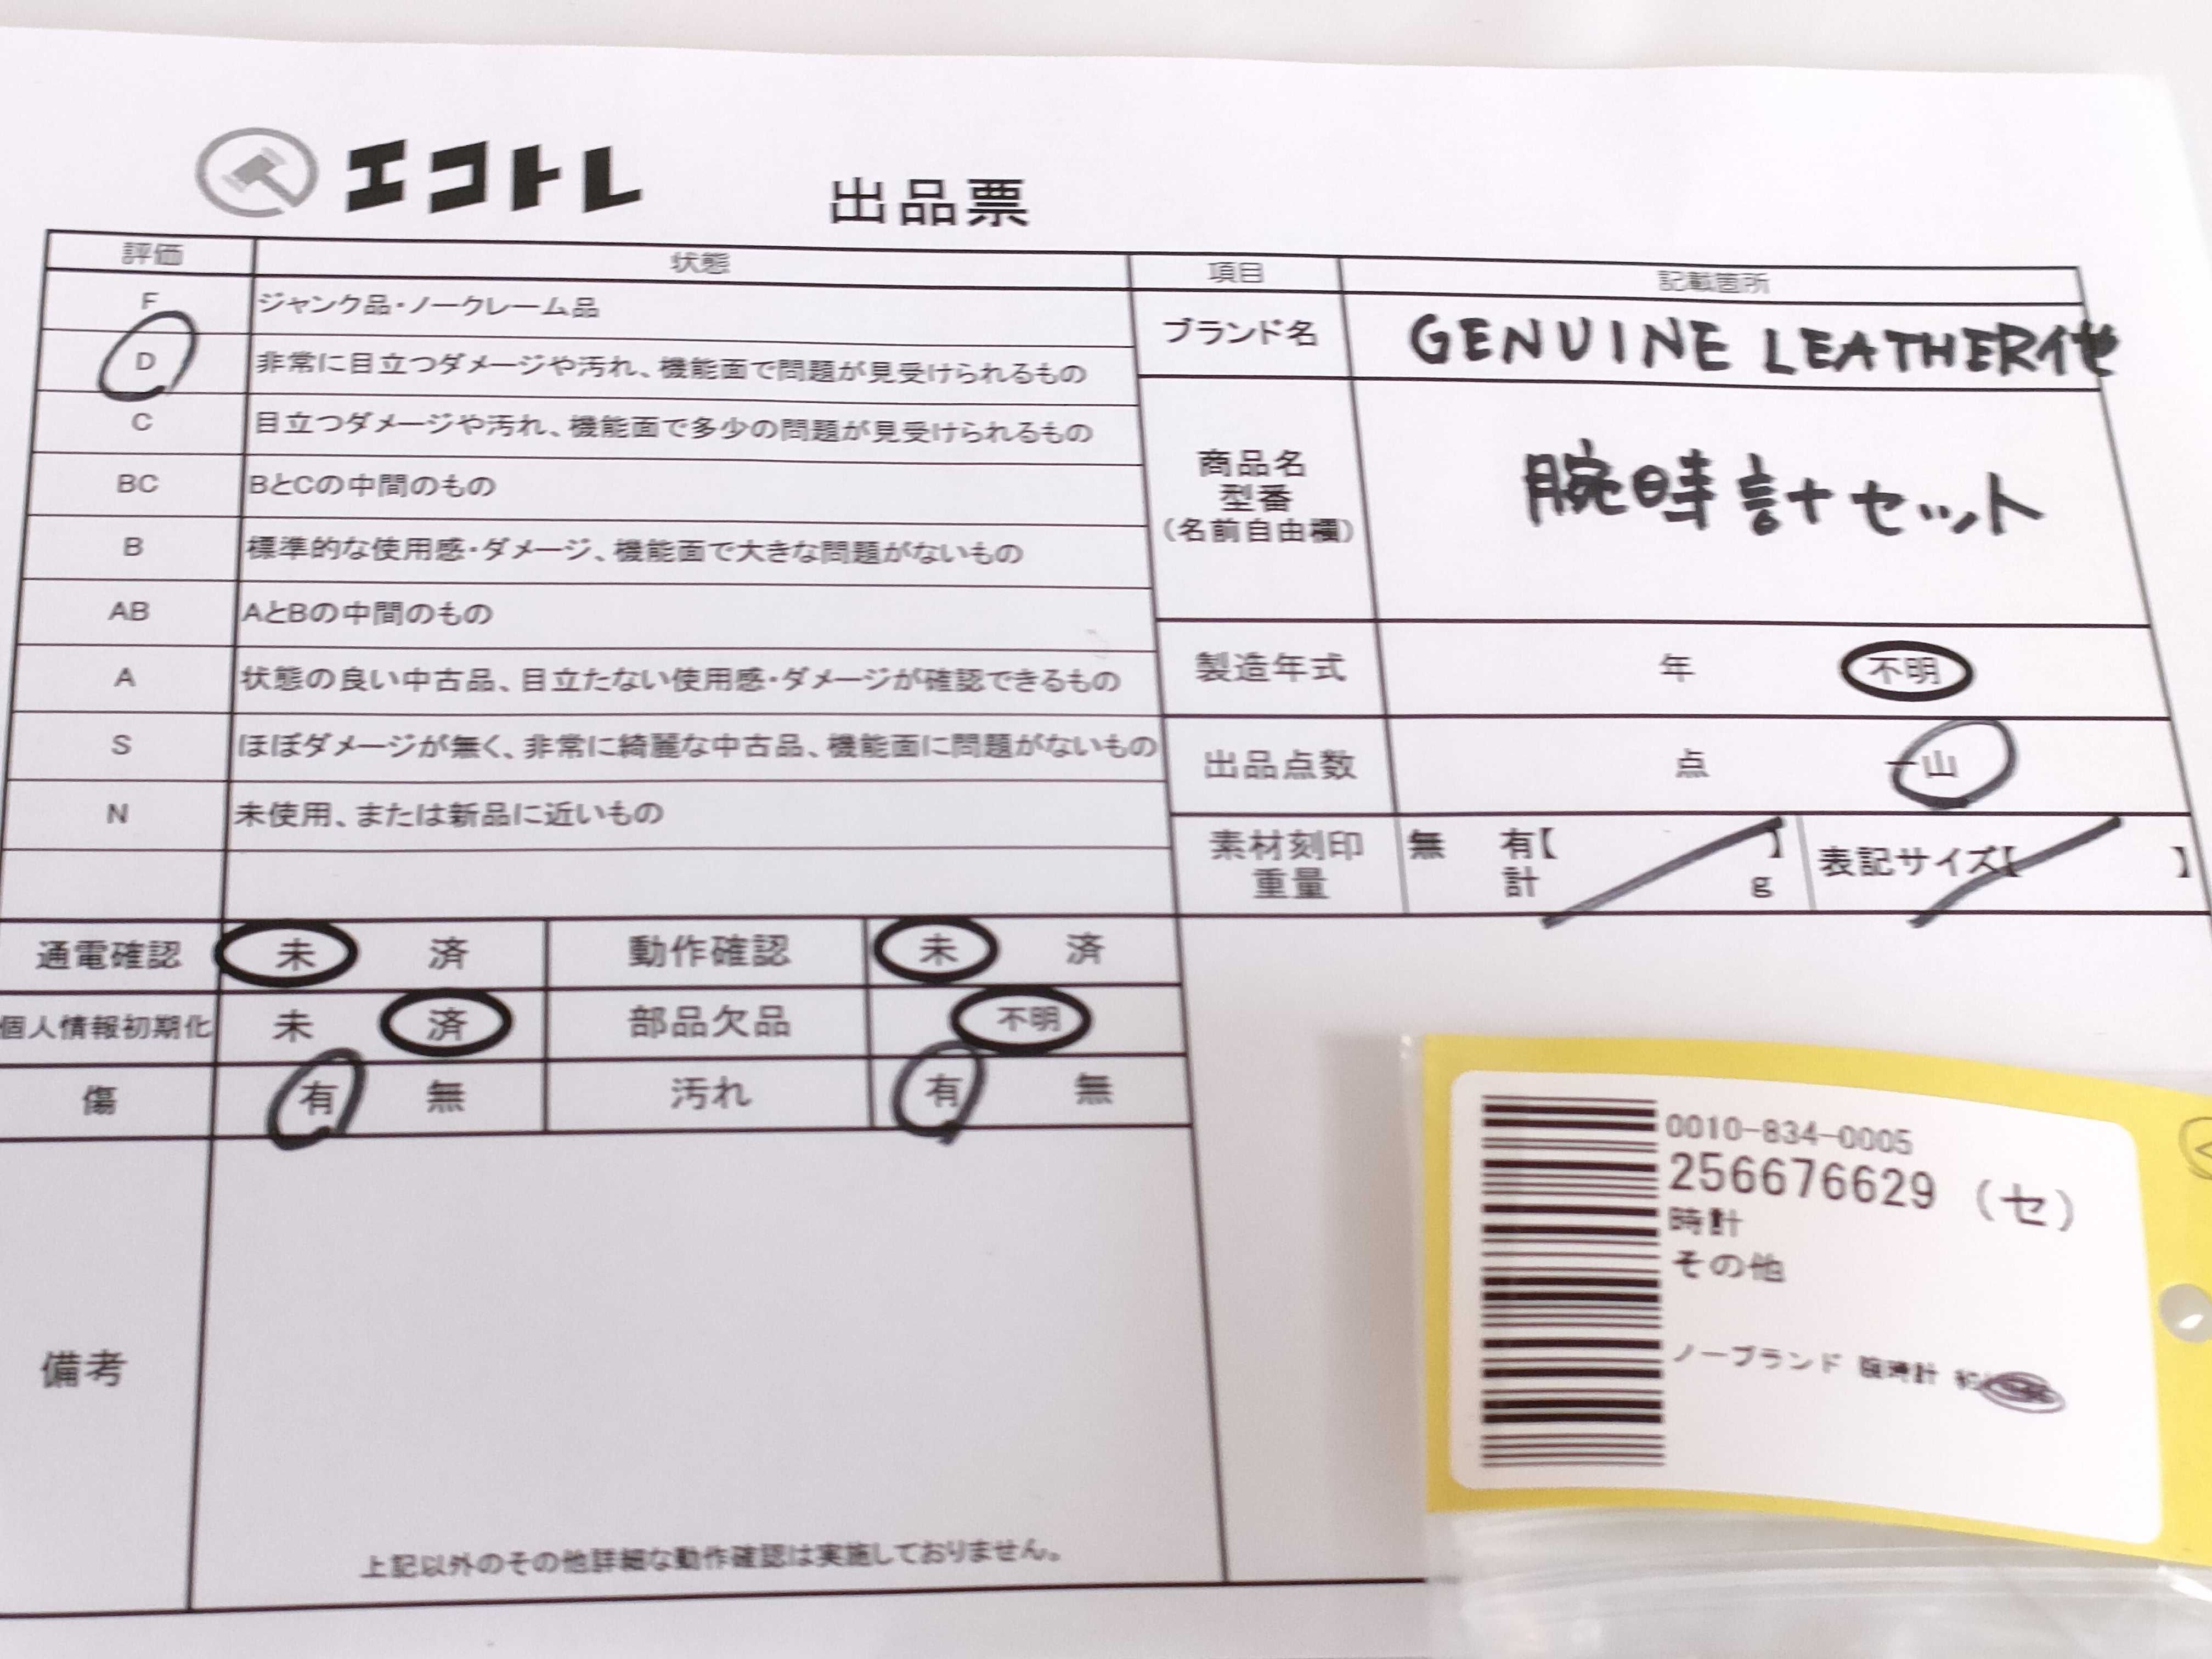 エコトレ 出品票
評価 状態 項目 記載箇所
F ジャンク品・ノークレーム品
D 非常に目立つダメージや汚れ、機能面で問題が見受けられるもの
C 目立つダメージや汚れ、機能面で多少の問題が見受けられるもの
BC BとCの中間のもの
B 標準的な使用感・ダメージ、機能面で大きな問題がないもの
AB AとBの中間のもの
A 状態の良い中古品、目立たない使用感・ダメージが確認できるもの
S ほぼダメージが無く、非常に綺麗な中古品、機能面に問題がないもの
N 未使用、または新品に近いもの
ブランド名 GENUINE LEATHER他
商品名
型番
(名前自由欄)
腕時計セット
製造年式 年 不明
出品点数 点 一山
素材刻印 無 有【 】 表記サイズ【 】
重量 計 g
通電確認 未 済 動作確認 未 済
個人情報初期化 未 済 部品欠品 不明
傷 有 無 汚れ 有 無
備考
上記以外のその他詳細な動作確認は実施しておりません。
0010-834-0005
256676629 (セ)
時計
その他
ノーブランド 腕時計